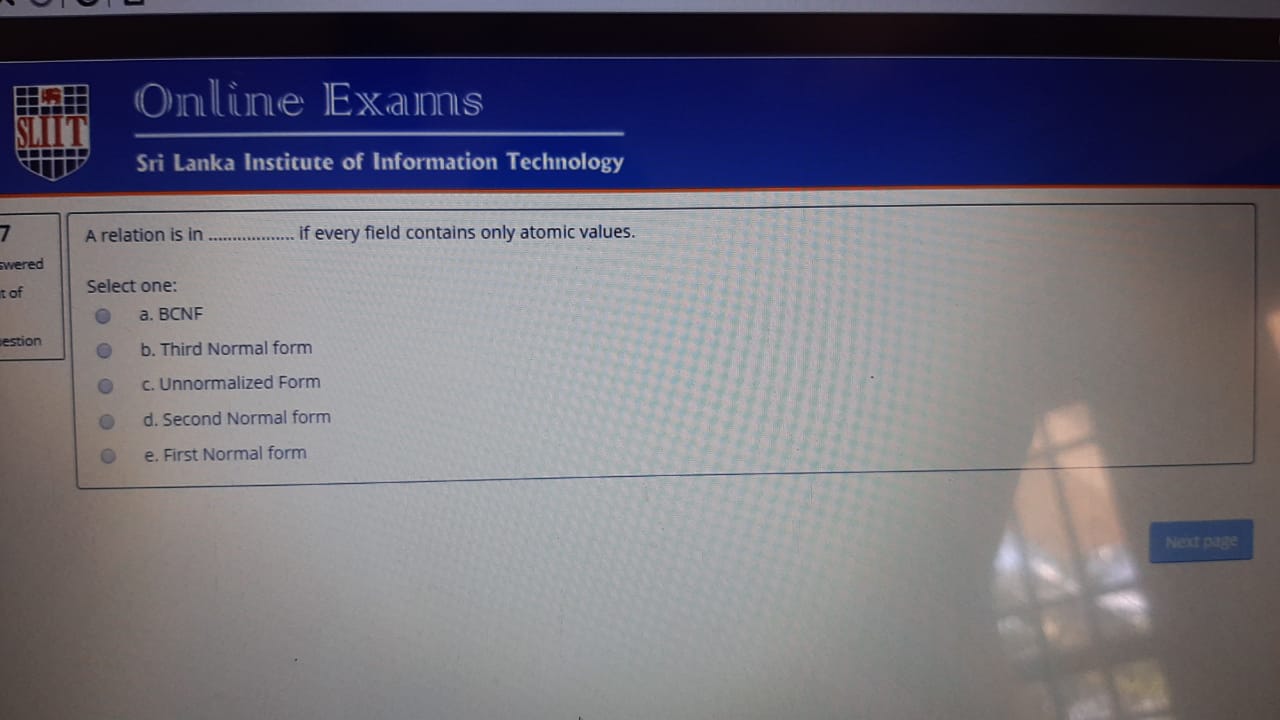 SLIIT
Online Exams
Sri Lanka Institute of Information Technology
7
swered
t of
estion
A relation is in .................. if every field contains only atomic values.
Select one:
a. BCNF
b. Third Normal form
c. Unnormalized Form
d. Second Normal form
e. First Normal form
Next page